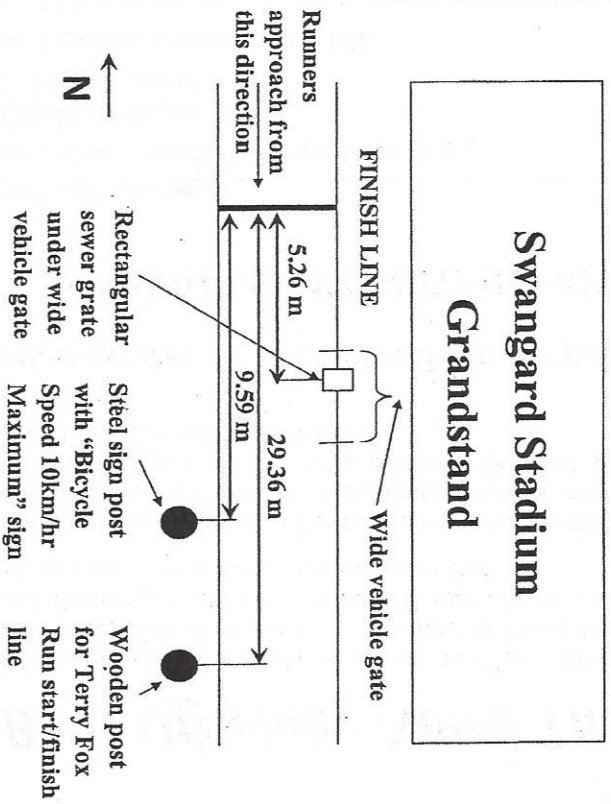 Swangard Stadium
Grandstand
Wide vehicle gate
FINISH LINE
Runners
approach from
this direction
5.26 m
29.36 m
9.59 m
N
Rectangular
sewer grate
under wide
vehicle gate
Steel sign post
with “Bicycle
Speed 10km/hr
Maximum” sign
Wooden post
for Terry Fox
Run start/finish
line